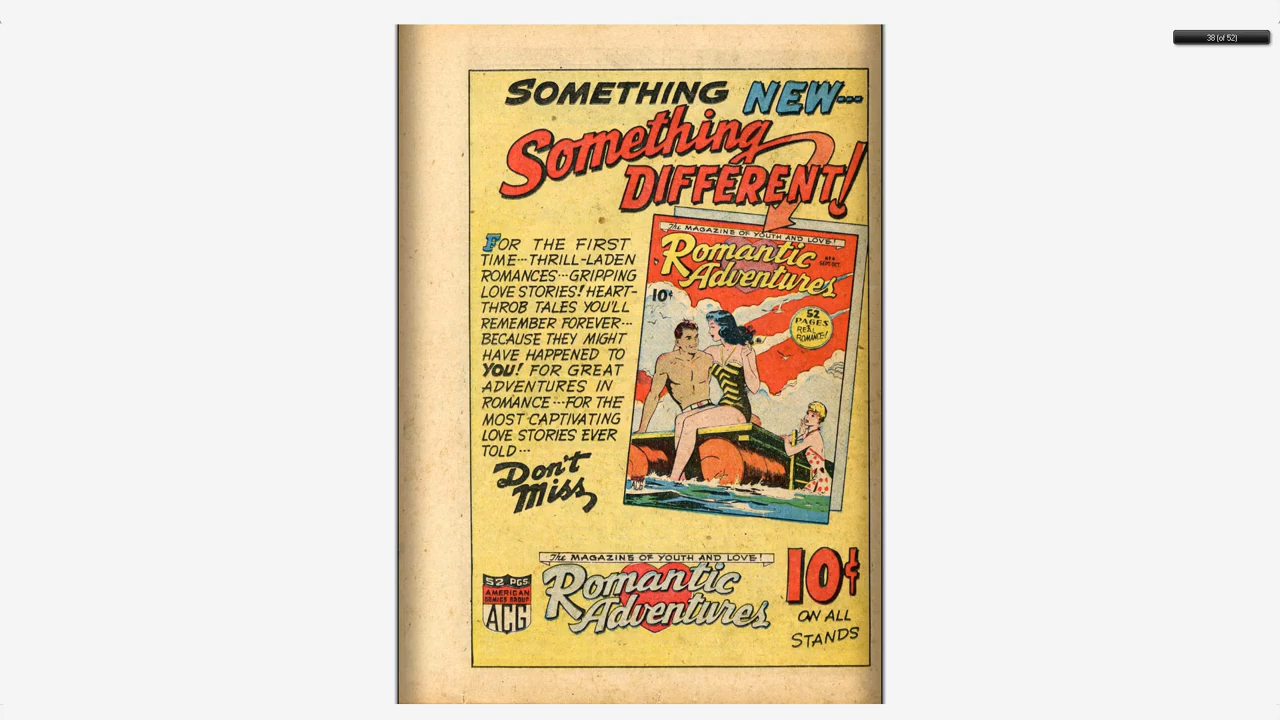 38 (of 52)
SOMETHING NEW---
Something
DIFFERENT!
FOR THE FIRST
TIME---THRILL-LADEN
ROMANCES---GRIPPING
LOVE STORIES! HEART-
THROB TALES YOU'LL
REMEMBER FOREVER---
BECAUSE THEY MIGHT
HAVE HAPPENED TO
YOU! FOR GREAT
ADVENTURES IN
ROMANCE---FOR THE
MOST CAPTIVATING
LOVE STORIES EVER
TOLD---
Don't
Miss
The MAGAZINE OF YOUTH AND LOVE!
Romantic
Adventures
SEPT-OCT.
10¢
52
PAGES
REAL
ROMANCE!
The MAGAZINE OF YOUTH AND LOVE!
Romantic
Adventures
52 PGS.
AMERICAN
COMICS GROUP
ACG
10¢
ON ALL
STANDS